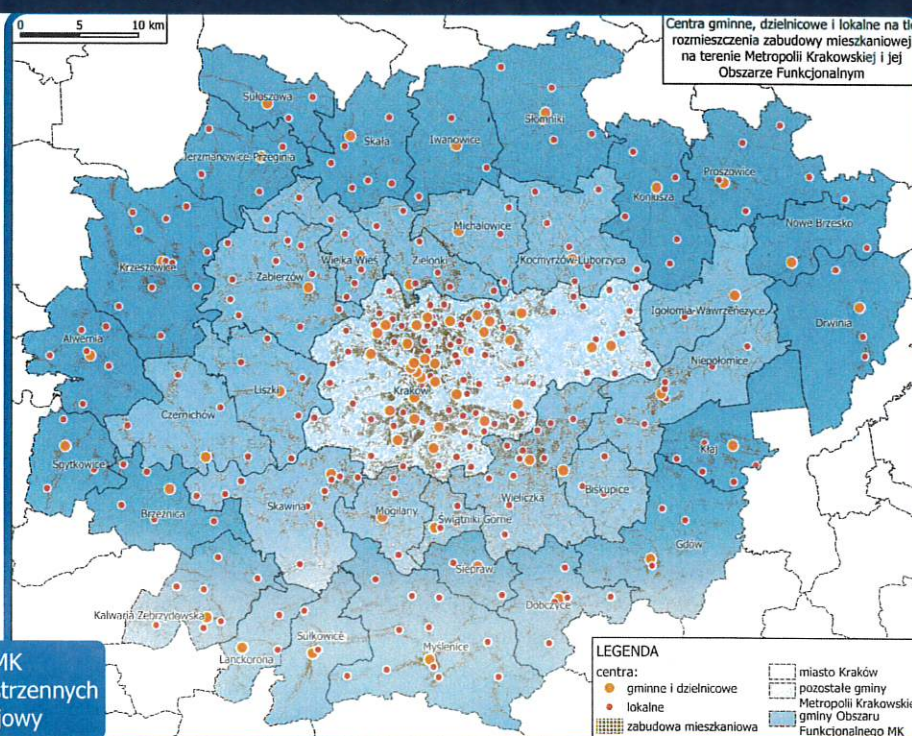 0 5 10 km
Centra gminne, dzielnicowe i lokalne na tle
rozmieszczenia zabudowy mieszkaniowej
na terenie Metropolii Krakowskiej i jej
Obszarze Funkcjonalnym
Sułoszowa
Skała
Iwanowice
Słomniki
Jerzmanowice-Przeginia
Proszowice
Koniusza
Nowe Brzesko
Michałowice
Krzeszowice
Zabierzów
Wielka Wieś
Zielonki
Kocmyrzów-Luborzyca
Igołomia-Wawrzeńczyce
Drwinia
Alwernia
Niepołomice
Liszki
Kraków
Czernichów
Spytkowice
Kłaj
Brzeźnica
Skawina
Mogilany
Świątniki Górne
Wieliczka
Biskupice
Gdów
Siepraw
Dobczyce
Kalwaria Zebrzydowska
Lanckorona
Sułkowice
Myślenice
MK
strzennych
jowy
LEGENDA
centra:
gminne i dzielnicowe
lokalne
zabudowa mieszkaniowa
miasto Kraków
pozostałe gminy
Metropolii Krakowskiej
gminy Obszaru
Funkcjonalnego MK